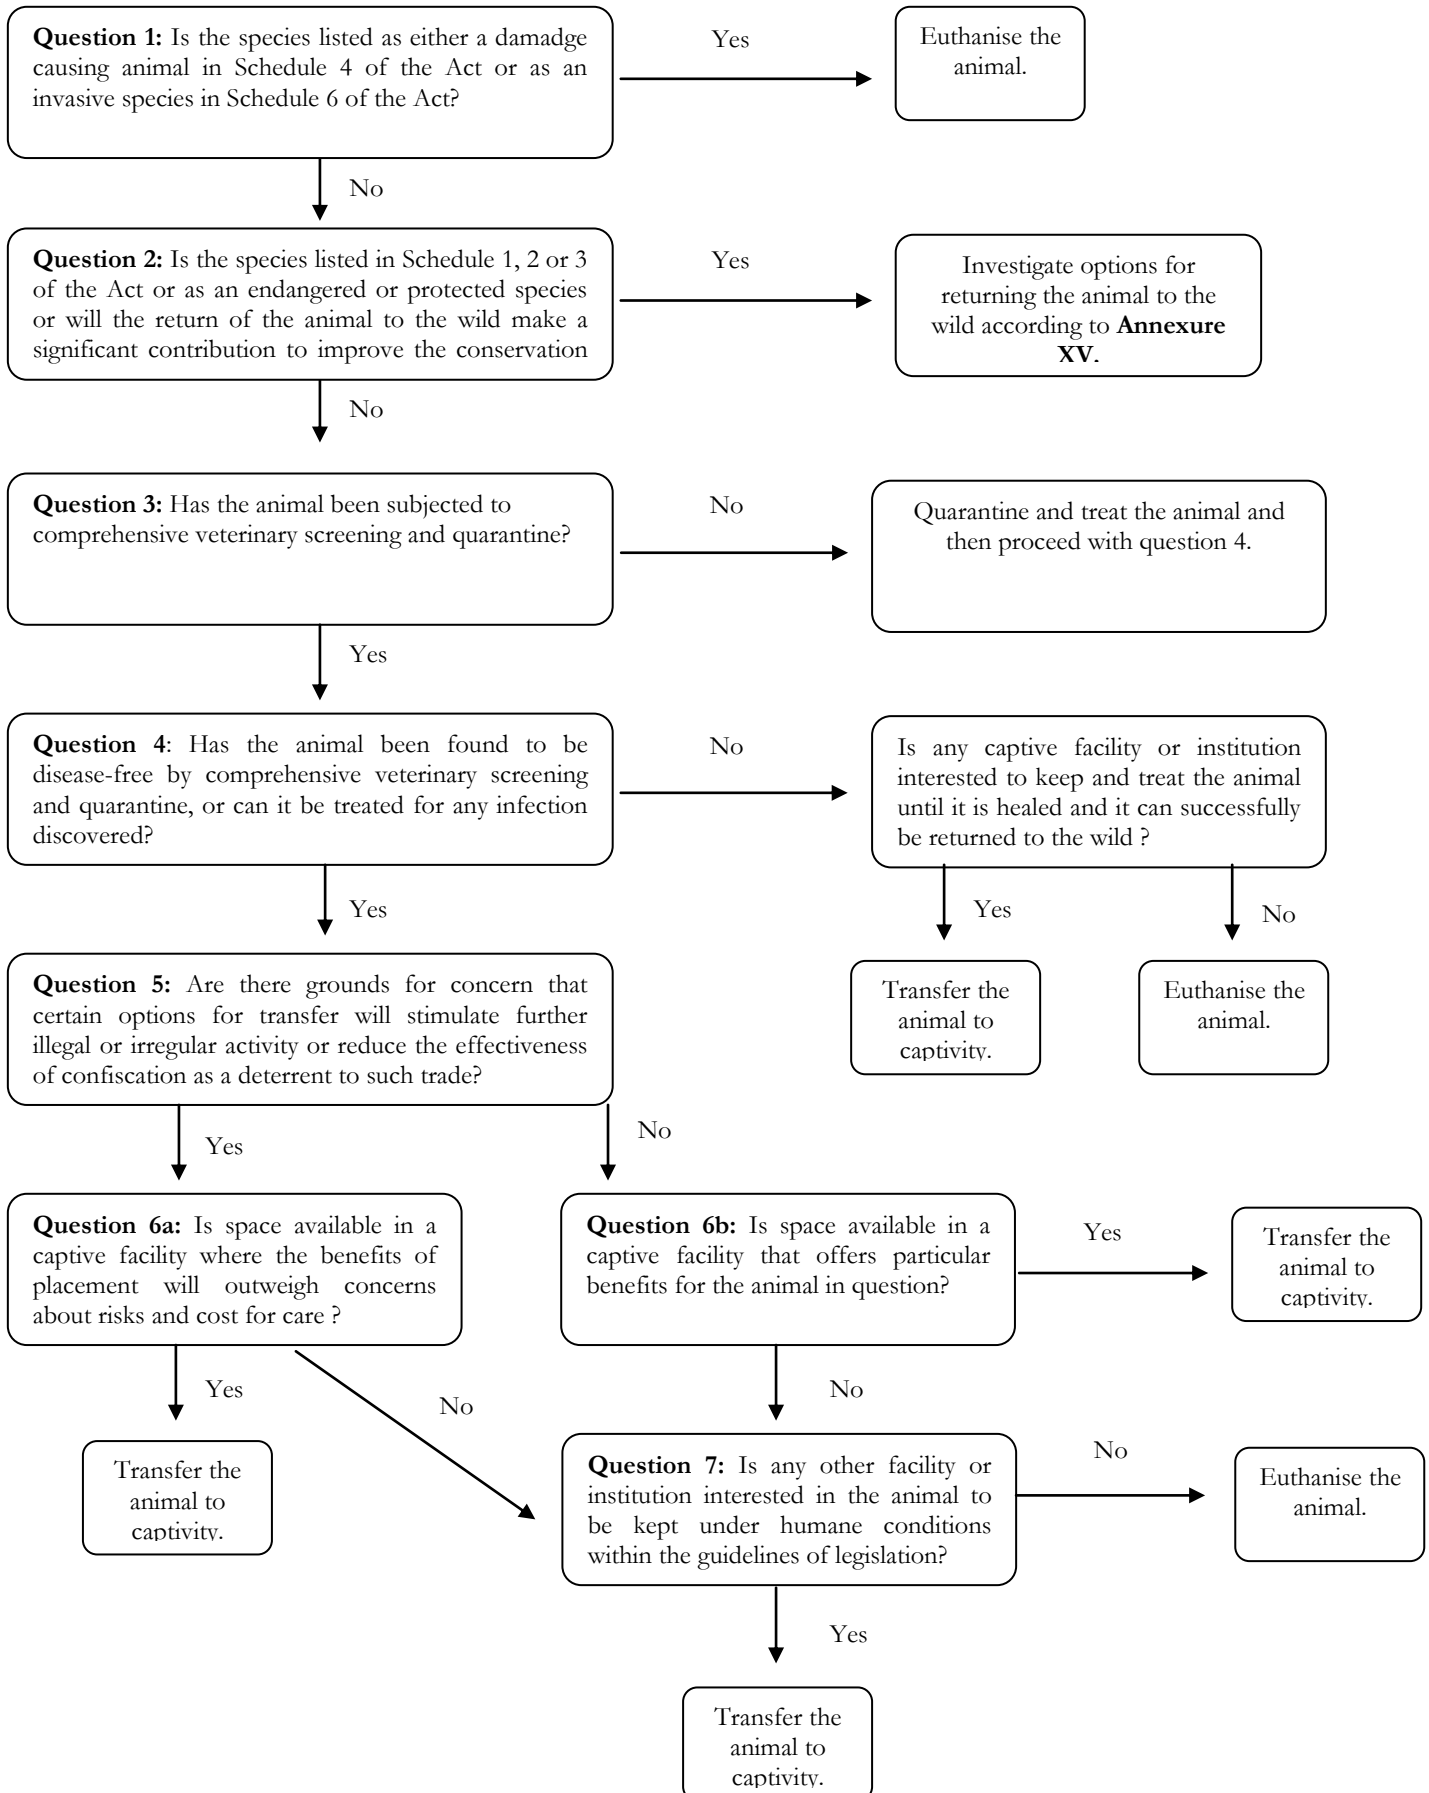 Question 1: Is the species listed as either a damadge
causing animal in Schedule 4 of the Act or as an
invasive species in Schedule 6 of the Act?
Yes
Euthanise the
animal.
No
Question 2: Is the species listed in Schedule 1, 2 or 3
of the Act or as an endangered or protected species
or will the return of the animal to the wild make a
significant contribution to improve the conservation
Yes
Investigate options for
returning the animal to the
wild according to Annexure
XV.
No
Question 3: Has the animal been subjected to
comprehensive veterinary screening and quarantine?
No
Quarantine and treat the animal and
then proceed with question 4.
Yes
Question 4: Has the animal been found to be
disease-free by comprehensive veterinary screening
and quarantine, or can it be treated for any infection
discovered?
No
Is any captive facility or institution
interested to keep and treat the animal
until it is healed and it can successfully
be returned to the wild ?
Yes
Yes
No
Transfer the
animal to
captivity.
Euthanise the
animal.
Question 5: Are there grounds for concern that
certain options for transfer will stimulate further
illegal or irregular activity or reduce the effectiveness
of confiscation as a deterrent to such trade?
Yes
No
Question 6a: Is space available in a
captive facility where the benefits of
placement will outweigh concerns
about risks and cost for care ?
Question 6b: Is space available in a
captive facility that offers particular
benefits for the animal in question?
Yes
Transfer the
animal to
captivity.
Yes
No
No
Transfer the
animal to
captivity.
Question 7: Is any other facility or
institution interested in the animal to
be kept under humane conditions
within the guidelines of legislation?
No
Euthanise the
animal.
Yes
Transfer the
animal to
captivity.